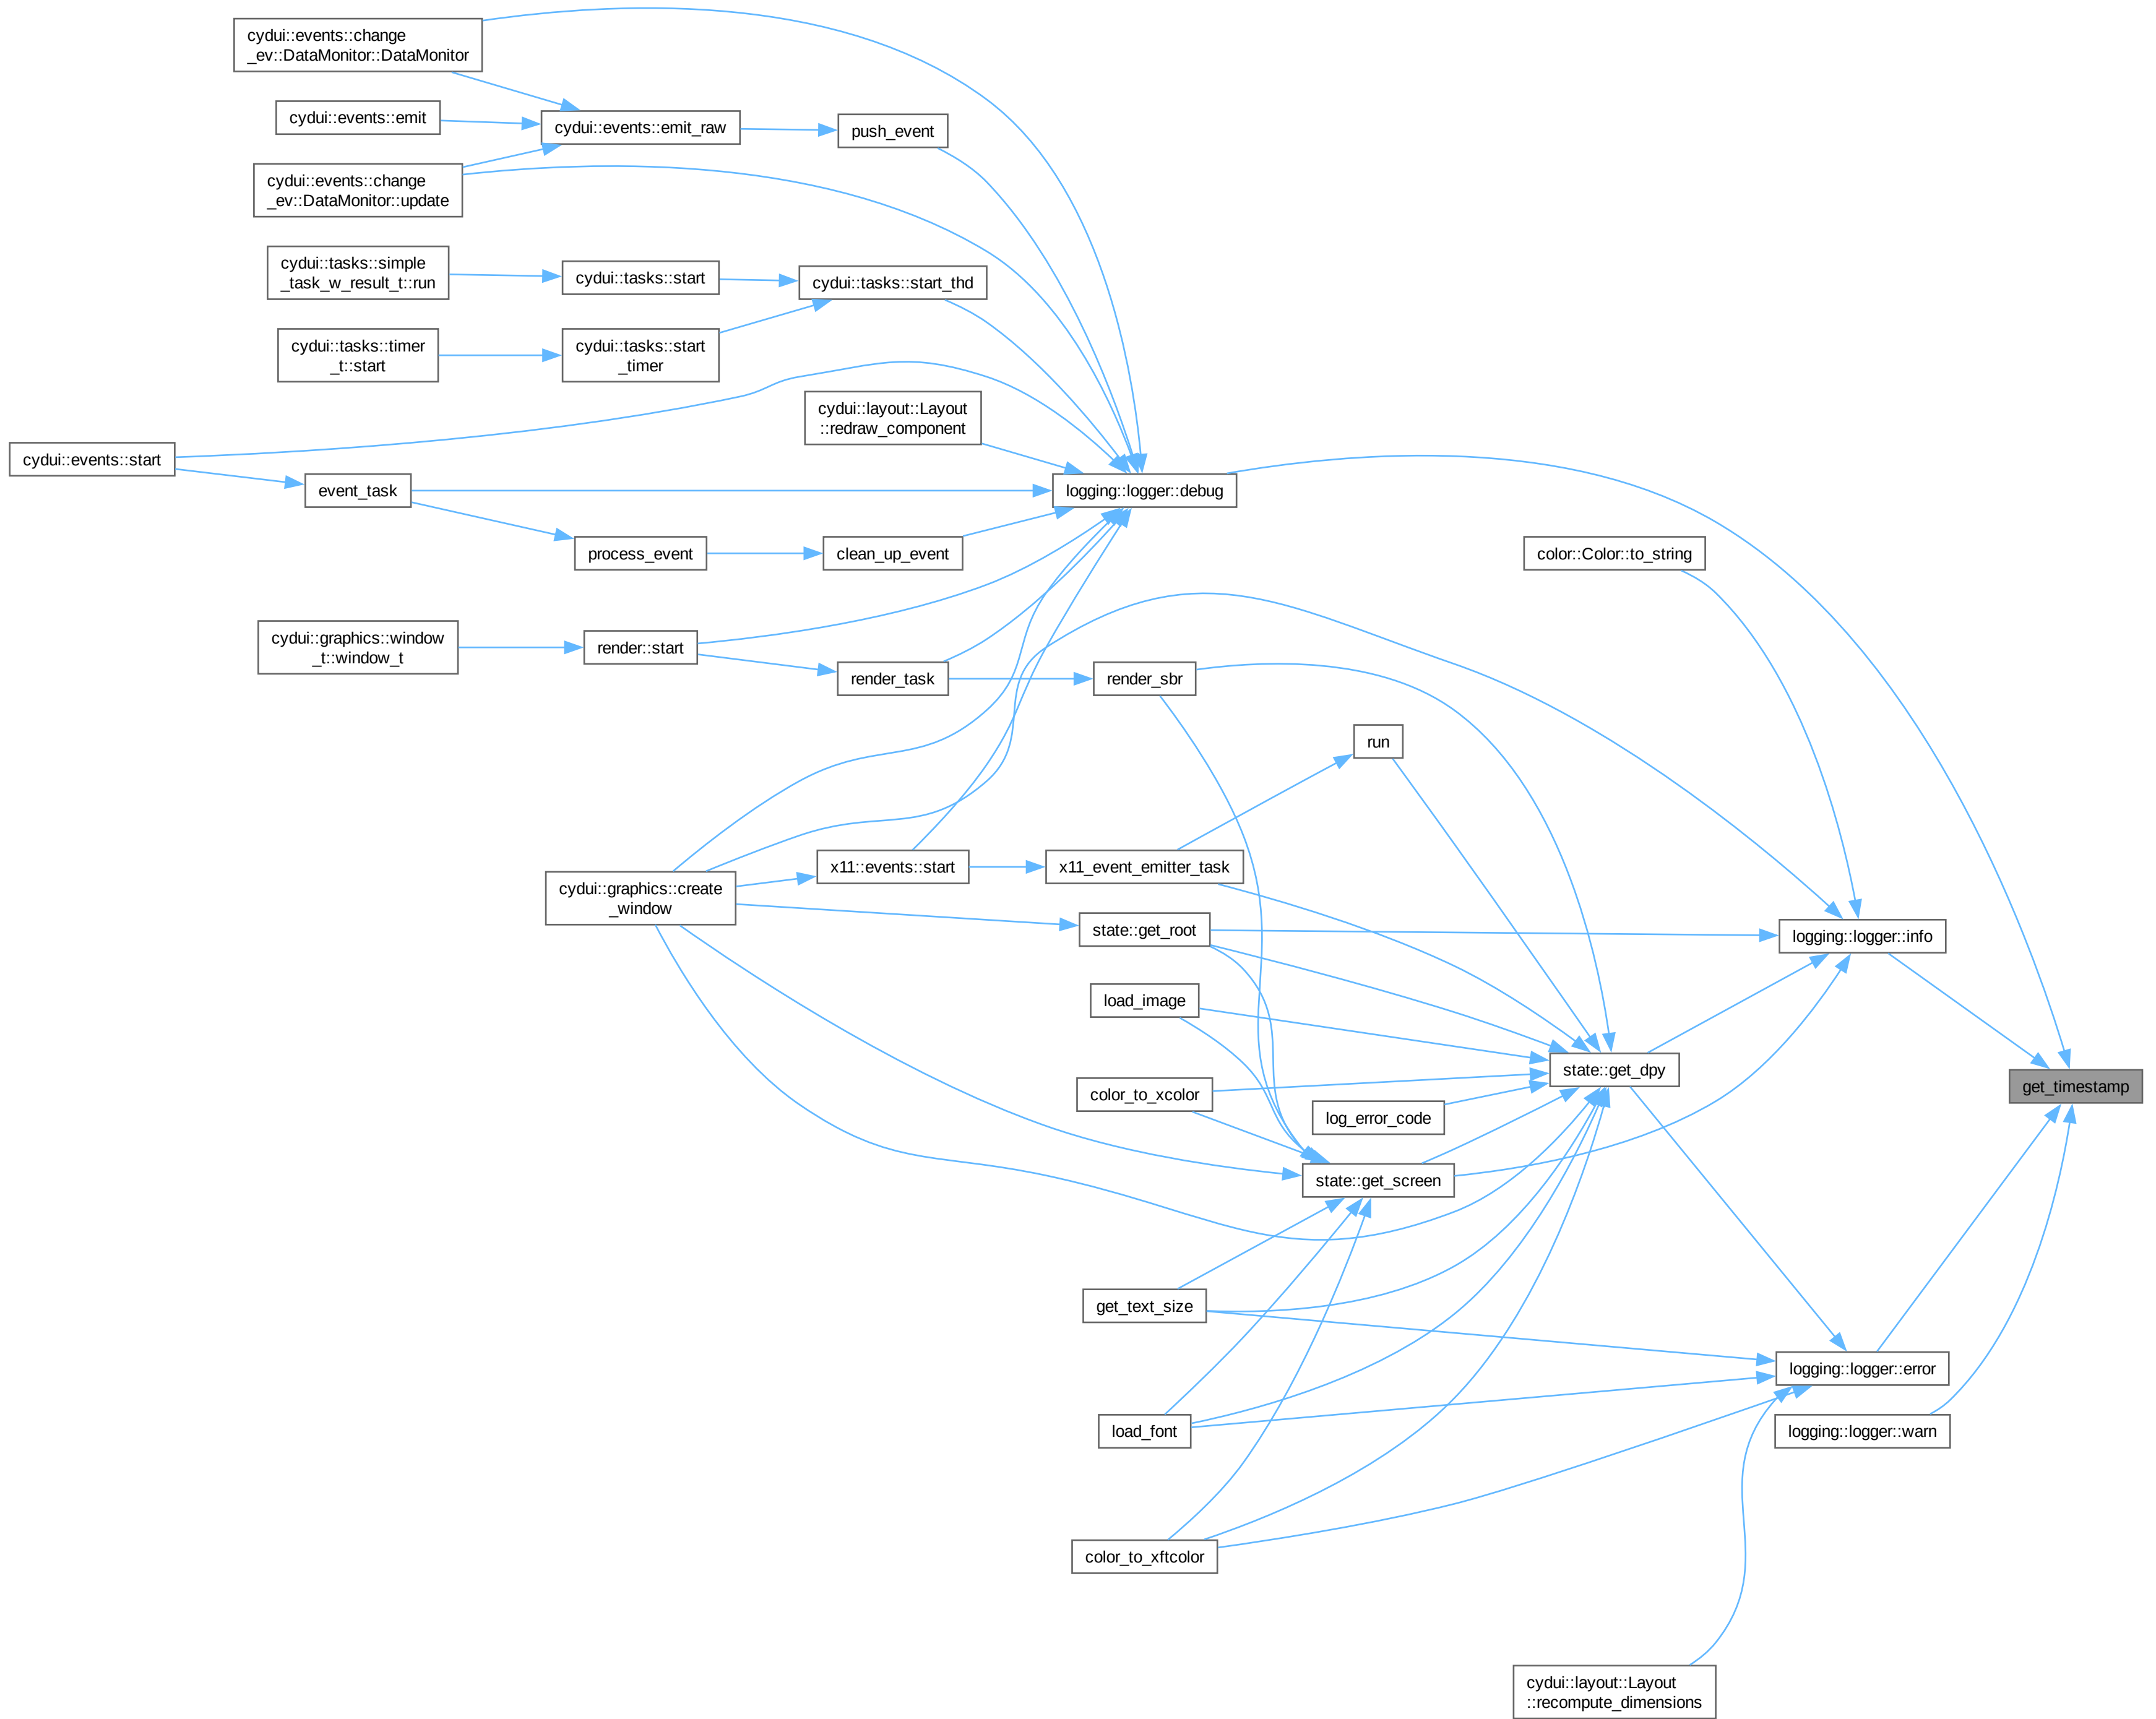 cydui::events::change
_ev::DataMonitor::DataMonitor
cydui::events::emit
cydui::events::emit_raw
push_event
cydui::events::change
_ev::DataMonitor::update
cydui::tasks::simple
_task_w_result_t::run
cydui::tasks::start
cydui::tasks::start_thd
cydui::tasks::timer
_t::start
cydui::tasks::start
_timer
cydui::layout::Layout
::redraw_component
cydui::events::start
event_task
logging::logger::debug
process_event
clean_up_event
color::Color::to_string
cydui::graphics::window
_t::window_t
render::start
render_task
render_sbr
run
cydui::graphics::create
_window
x11::events::start
x11_event_emitter_task
state::get_root
logging::logger::info
load_image
state::get_dpy
get_timestamp
color_to_xcolor
log_error_code
state::get_screen
get_text_size
logging::logger::error
load_font
logging::logger::warn
color_to_xftcolor
cydui::layout::Layout
::recompute_dimensions